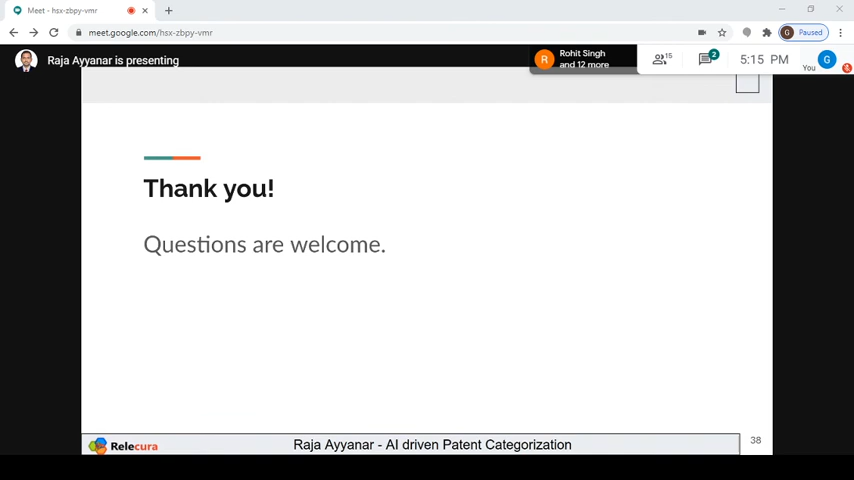 Meet - hsx-zbpy-vmr
meet.google.com/hsx-zbpy-vmr
G
Paused
Raja Ayyanar is presenting
R
Rohit Singh
and 12 more
15
2
5:15 PM
You
G
Thank you!
Questions are welcome.
Relecura
Raja Ayyanar - AI driven Patent Categorization
38